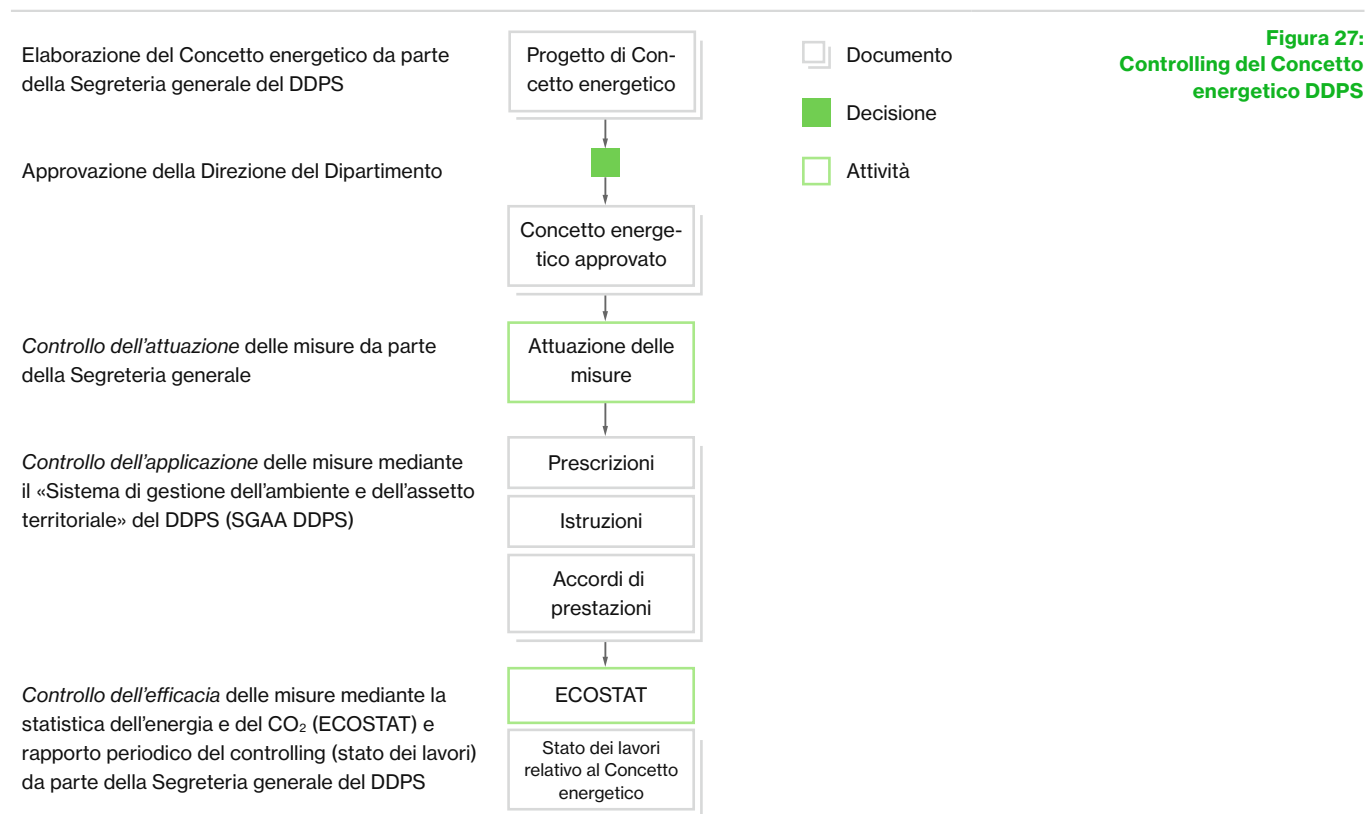 Elaborazione del Concetto energetico da parte
della Segreteria generale del DDPS
Progetto di Con-
cetto energetico
Documento
Decisione
Attività
Figura 27:
Controlling del Concetto
energetico DDPS
Approvazione della Direzione del Dipartimento
Concetto energe-
tico approvato
Controllo dell’attuazione delle misure da parte
della Segreteria generale
Attuazione delle
misure
Controllo dell’applicazione delle misure mediante
il «Sistema di gestione dell’ambiente e dell’assetto
territoriale» del DDPS (SGAA DDPS)
Prescrizioni
Istruzioni
Accordi di
prestazioni
Controllo dell’efficacia delle misure mediante la
statistica dell’energia e del CO₂ (ECOSTAT) e
rapporto periodico del controlling (stato dei lavori)
da parte della Segreteria generale del DDPS
ECOSTAT
Stato dei lavori
relativo al Concetto
energetico